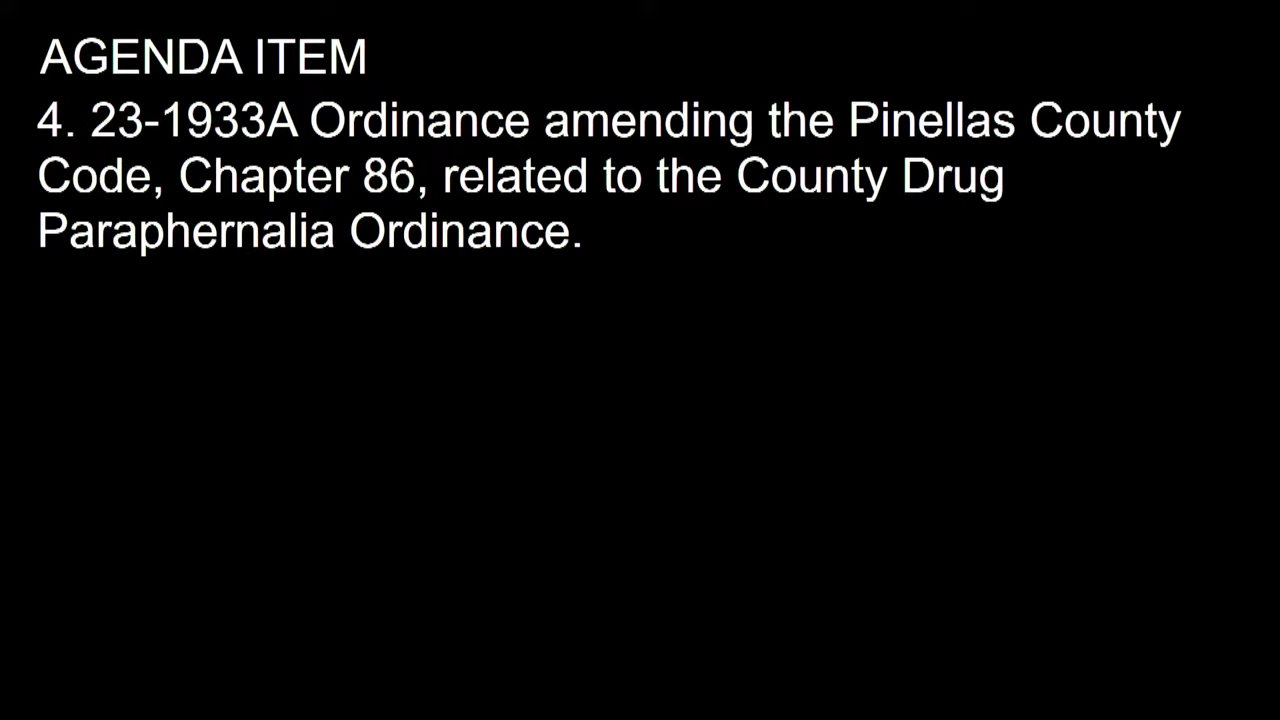 AGENDA ITEM
4. 23-1933A Ordinance amending the Pinellas County
Code, Chapter 86, related to the County Drug
Paraphernalia Ordinance.